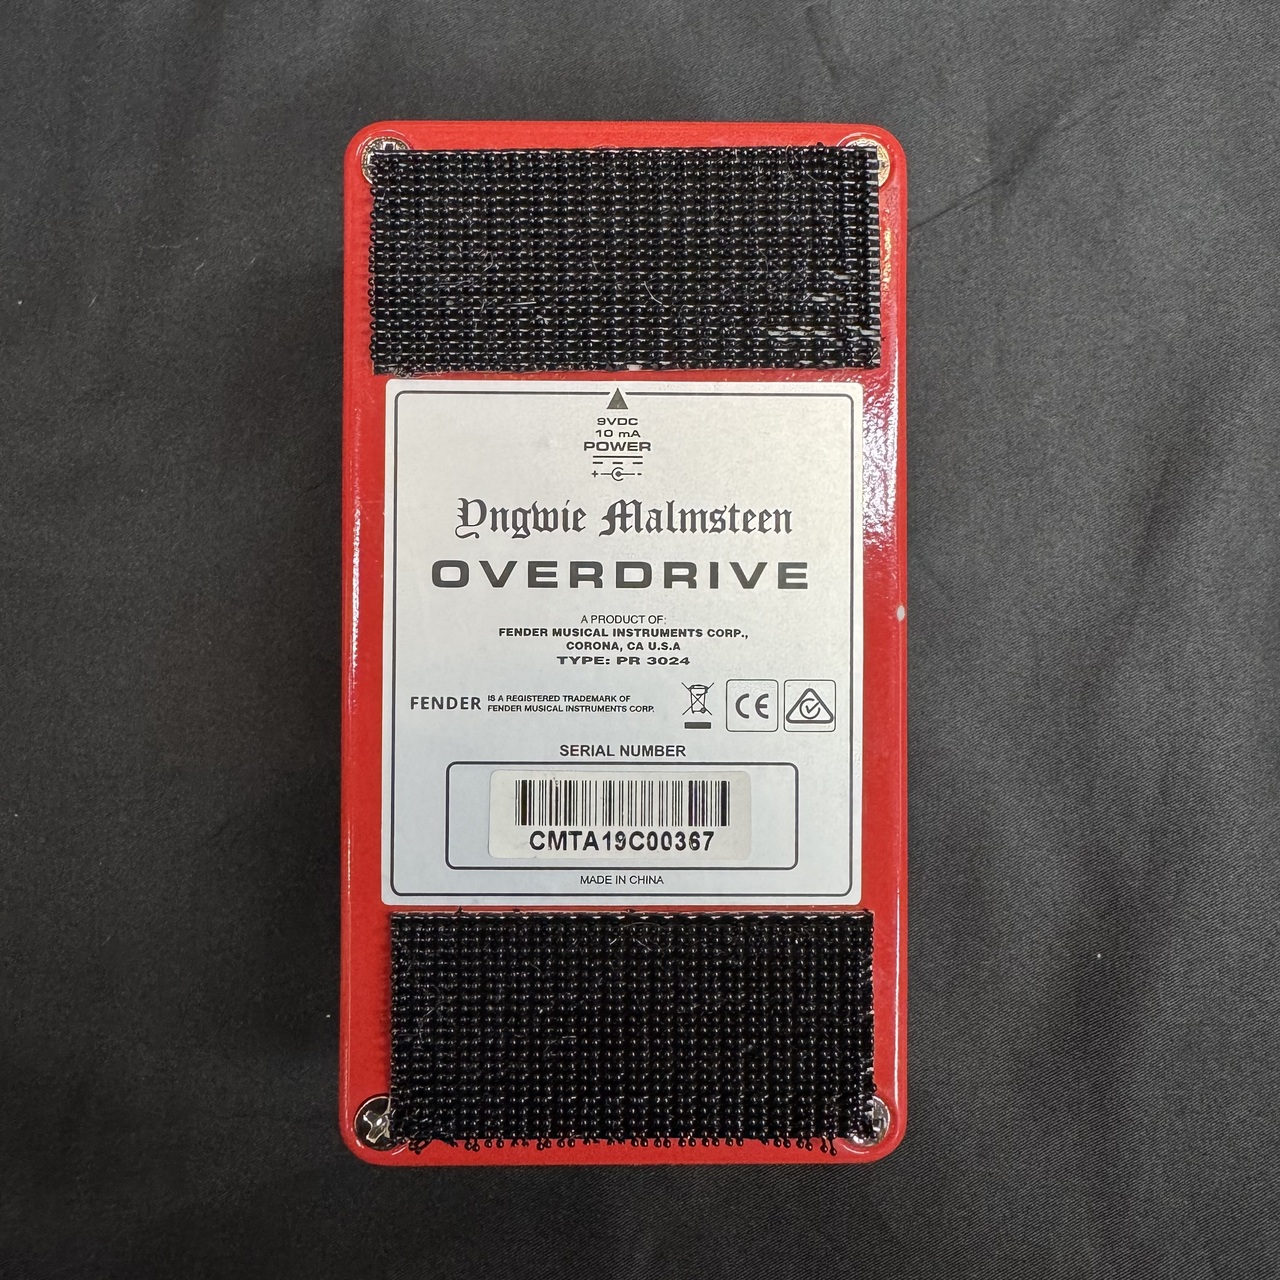 9VDC
10 mA
POWER
+ -
Yngwie Malmsteen
OVERDRIVE
A PRODUCT OF:
FENDER MUSICAL INSTRUMENTS CORP.,
CORONA, CA U.S.A
TYPE: PR 3024
FENDER IS A REGISTERED TRADEMARK OF
FENDER MUSICAL INSTRUMENTS CORP.
CE
SERIAL NUMBER
CMTA19C00367
MADE IN CHINA